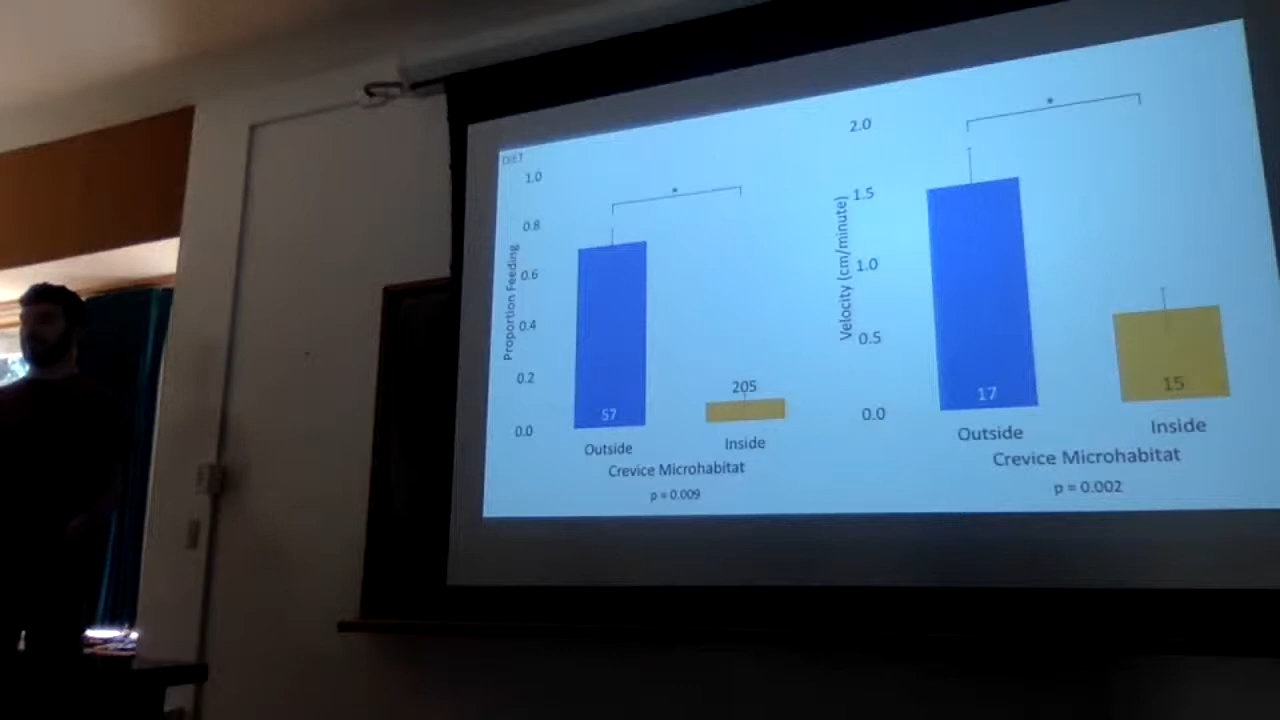 DIET
1.0
0.8
0.6
0.4
0.2
0.0
Proportion Feeding
*
57
205
Outside
Inside
Crevice Microhabitat
p = 0.009
2.0
1.5
1.0
0.5
0.0
Velocity (cm/minute)
*
17
15
Outside
Inside
Crevice Microhabitat
p = 0.002